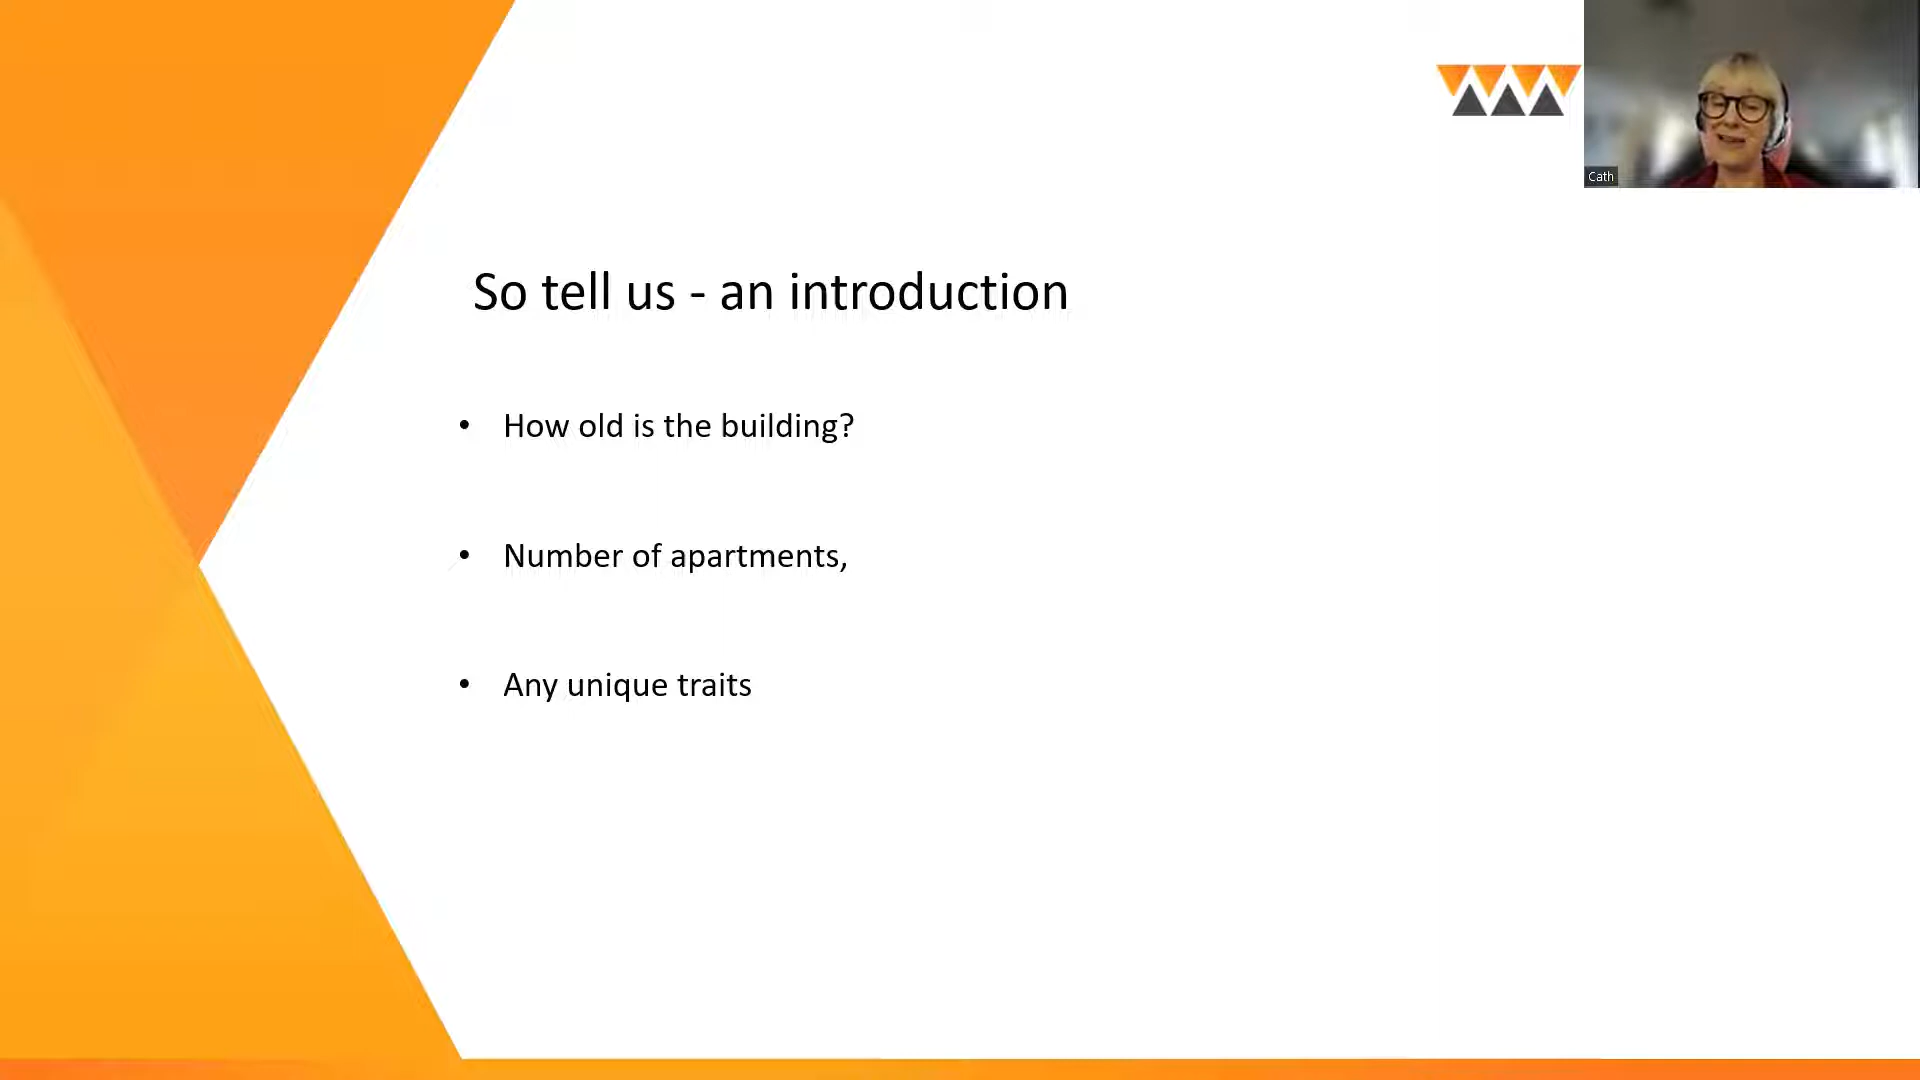 Cath
So tell us - an introduction
• How old is the building?
• Number of apartments,
• Any unique traits